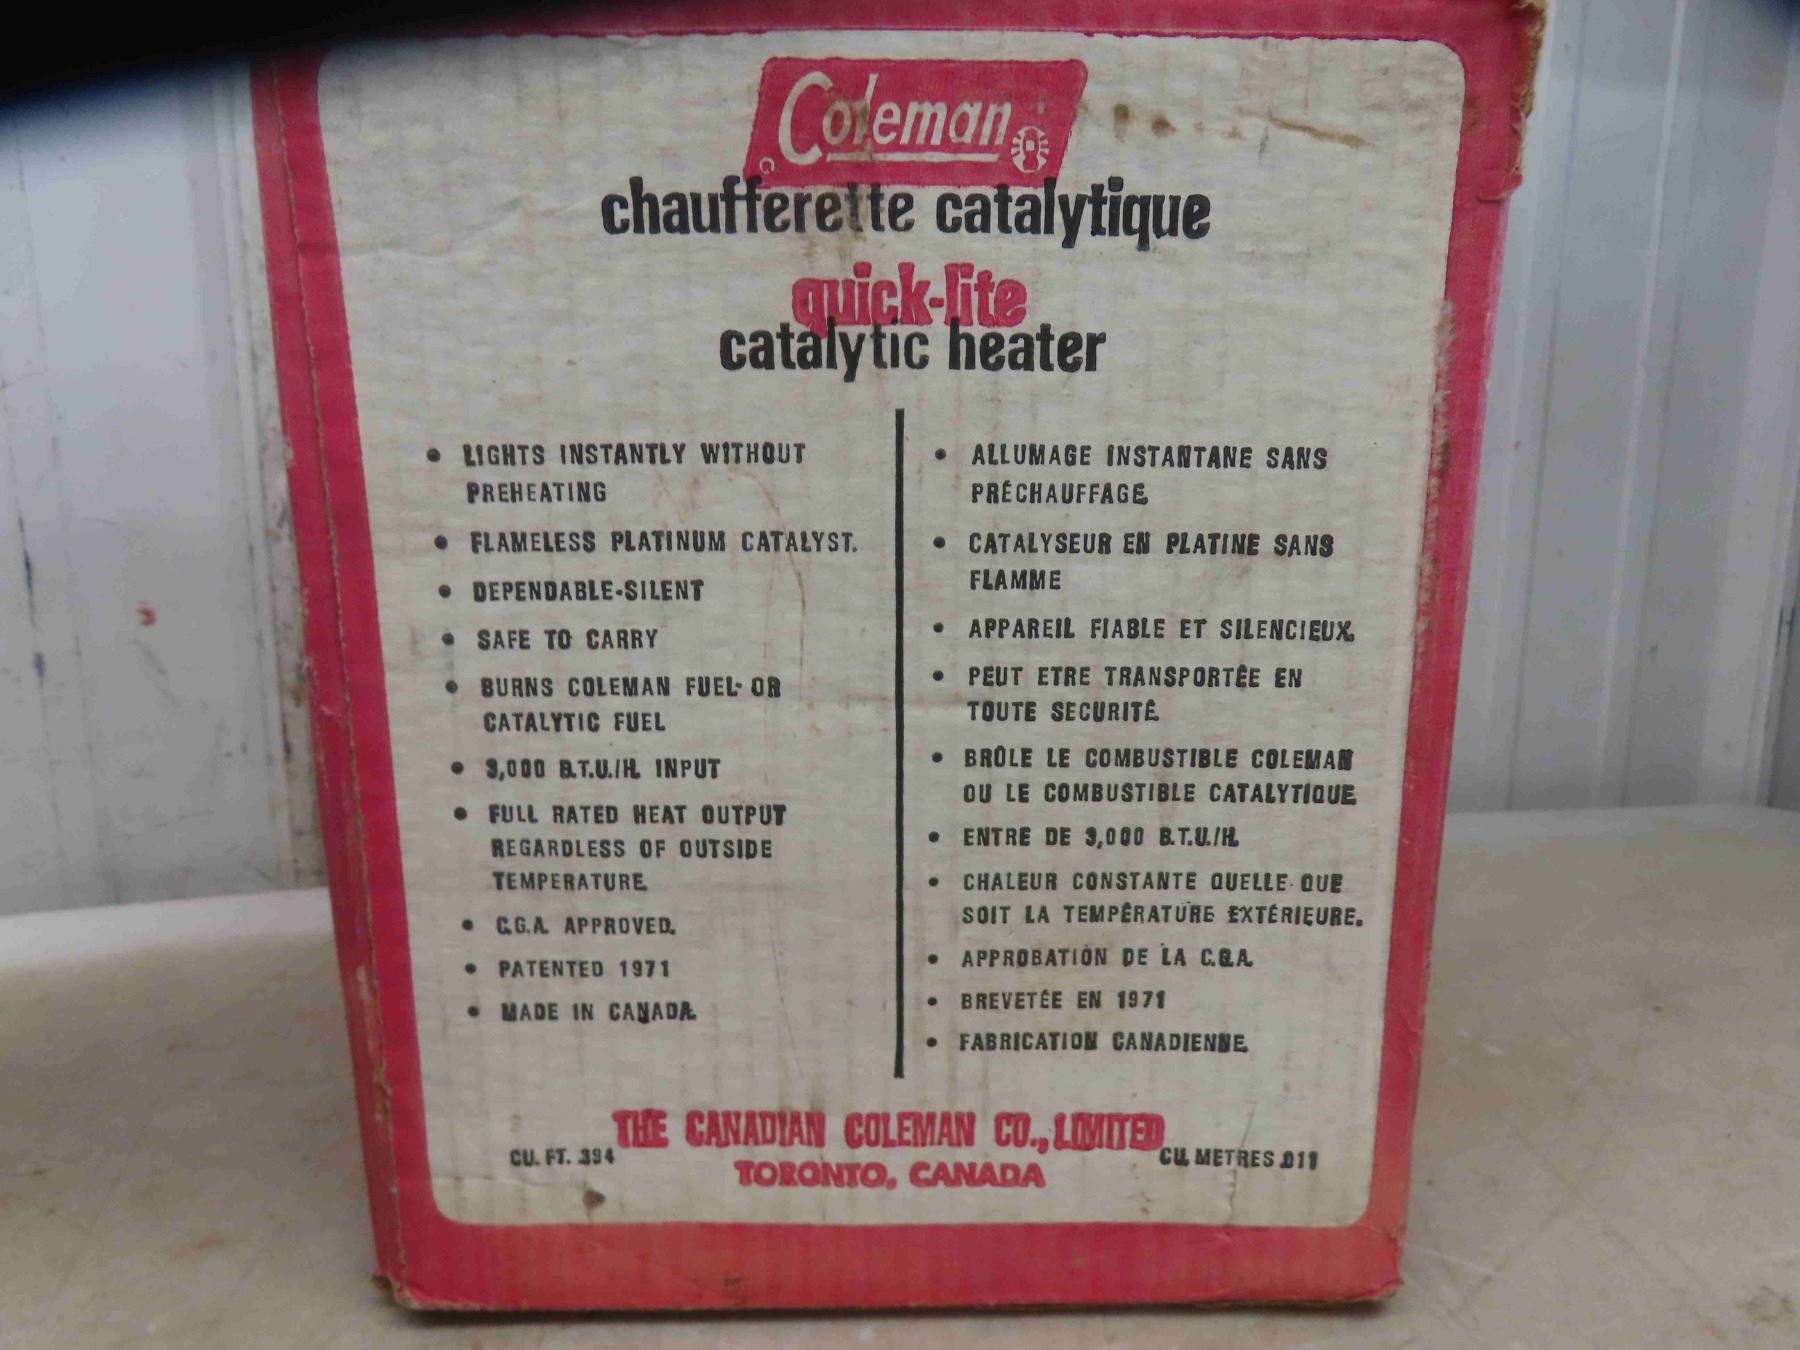 Coleman
chaufferette catalytique
quick-lite
catalytic heater
• LIGHTS INSTANTLY WITHOUT
PREHEATING
• FLAMELESS PLATINUM CATALYST.
• DEPENDABLE-SILENT
• SAFE TO CARRY
• BURNS COLEMAN FUEL OR
CATALYTIC FUEL
• 3,000 B.T.U./H. INPUT
• FULL RATED HEAT OUTPUT
REGARDLESS OF OUTSIDE
TEMPERATURE.
• C.G.A. APPROVED.
• PATENTED 1971
• MADE IN CANADA.
• ALLUMAGE INSTANTANE SANS
PRÉCHAUFFAGE.
• CATALYSEUR EN PLATINE SANS
FLAMME
• APPAREIL FIABLE ET SILENCIEUX.
• PEUT ETRE TRANSPORTÉE EN
TOUTE SECURITÉ.
• BRÛLE LE COMBUSTIBLE COLEMAN
OU LE COMBUSTIBLE CATALYTIQUE.
• ENTRE DE 3,000 B.T.U./H.
• CHALEUR CONSTANTE QUELLE QUE
SOIT LA TEMPÉRATURE EXTÉRIEURE.
• APPROBATION DE LA C.G.A.
• BREVETÉE EN 1971
• FABRICATION CANADIENNE.
THE CANADIAN COLEMAN CO., LIMITED
CU. FT. .394
CU. METRES .011
TORONTO, CANADA